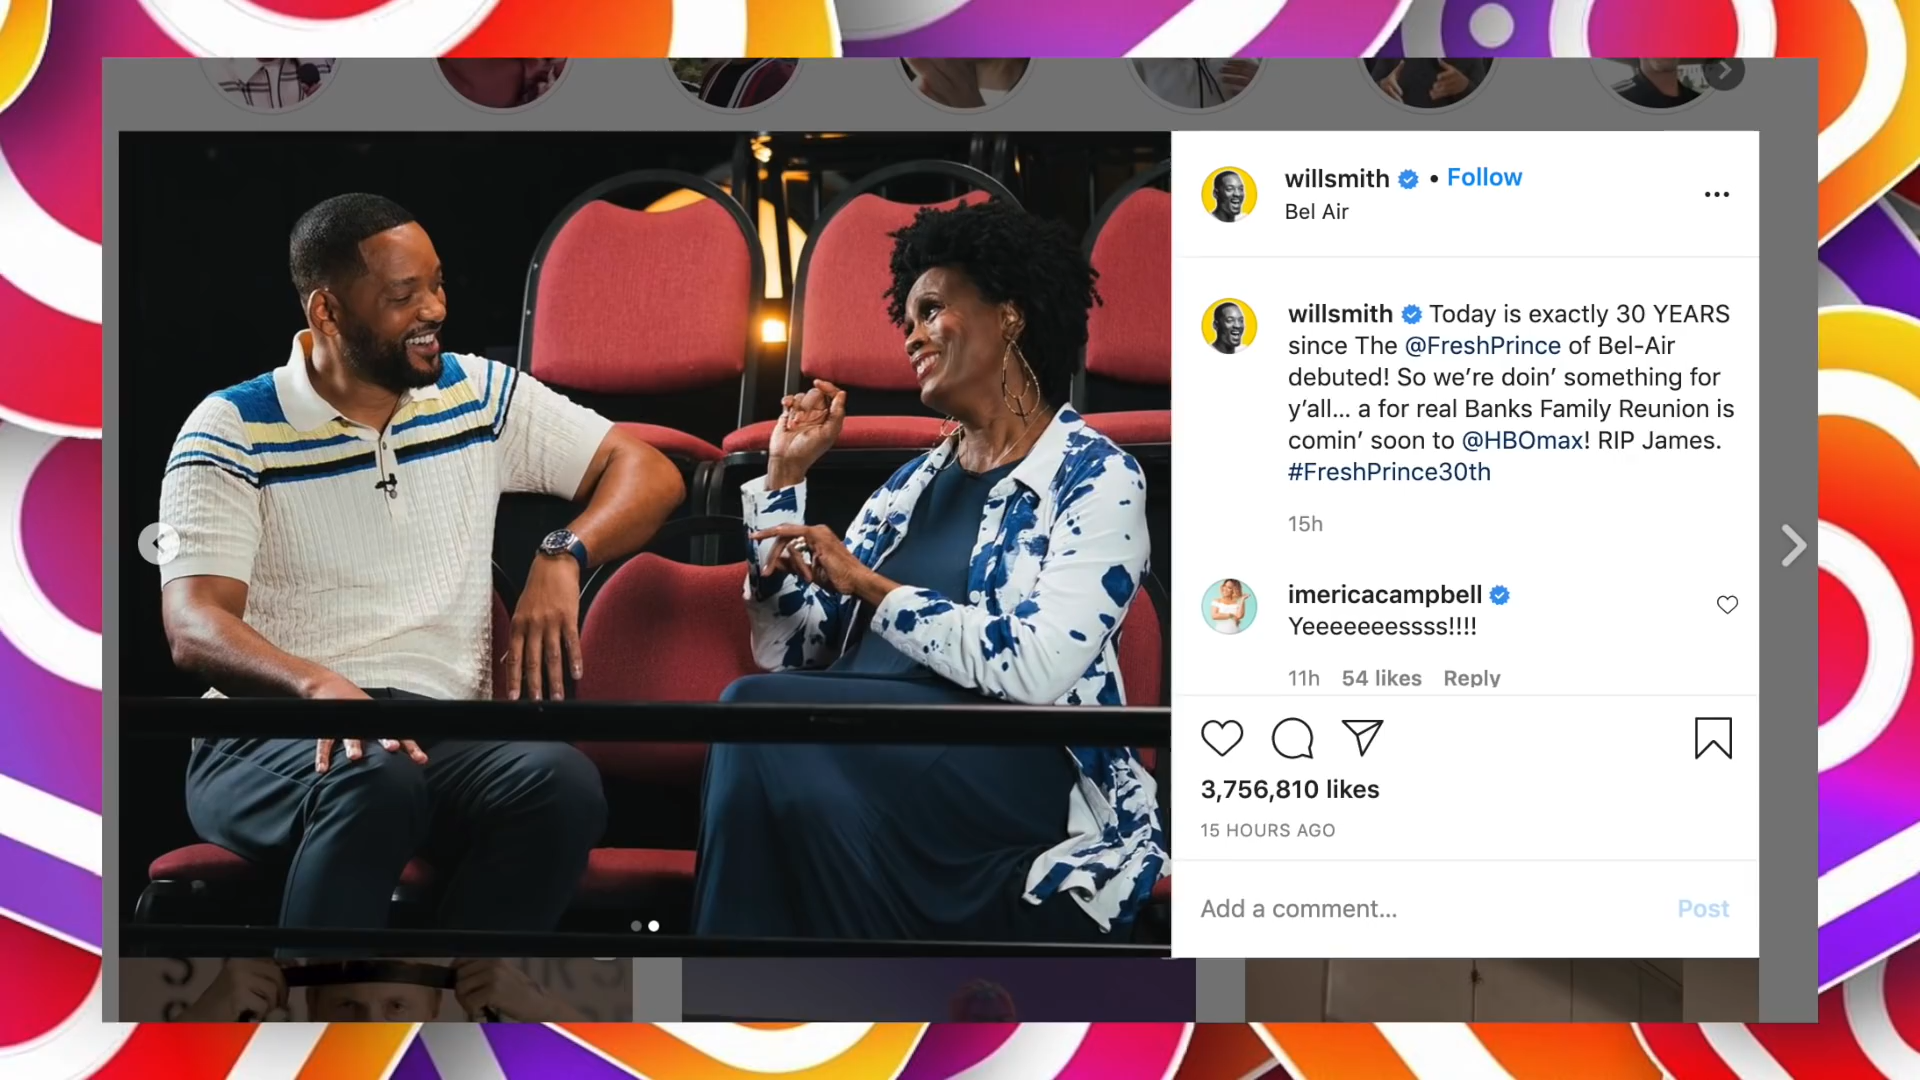 willsmith • Follow
Bel Air
willsmith Today is exactly 30 YEARS
since The @FreshPrince of Bel-Air
debuted! So we’re doin’ something for
y’all... a for real Banks Family Reunion is
comin’ soon to @HBOmax! RIP James.
#FreshPrince30th
15h
imericacampbell
Yeeeeeeessss!!!!
11h 54 likes Reply
3,756,810 likes
15 HOURS AGO
Add a comment...
Post